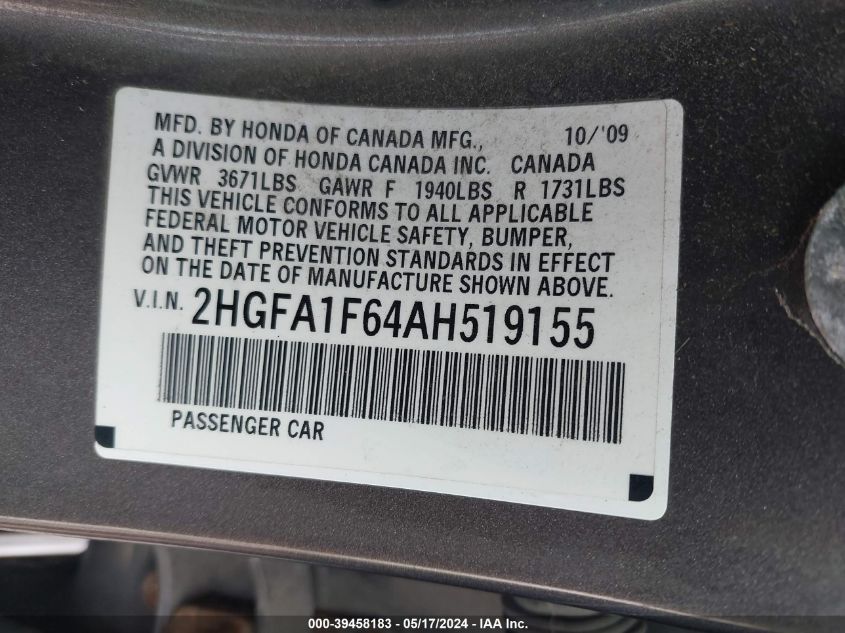 MFD. BY HONDA OF CANADA MFG., 10/'09
A DIVISION OF HONDA CANADA INC. CANADA
GVWR 3671LBS GAWR F 1940LBS R 1731LBS
THIS VEHICLE CONFORMS TO ALL APPLICABLE
FEDERAL MOTOR VEHICLE SAFETY, BUMPER,
AND THEFT PREVENTION STANDARDS IN EFFECT
ON THE DATE OF MANUFACTURE SHOWN ABOVE.
V.I.N. 2HGFA1F64AH519155
PASSENGER CAR
000-39458183 - 05/17/2024 - IAA Inc.